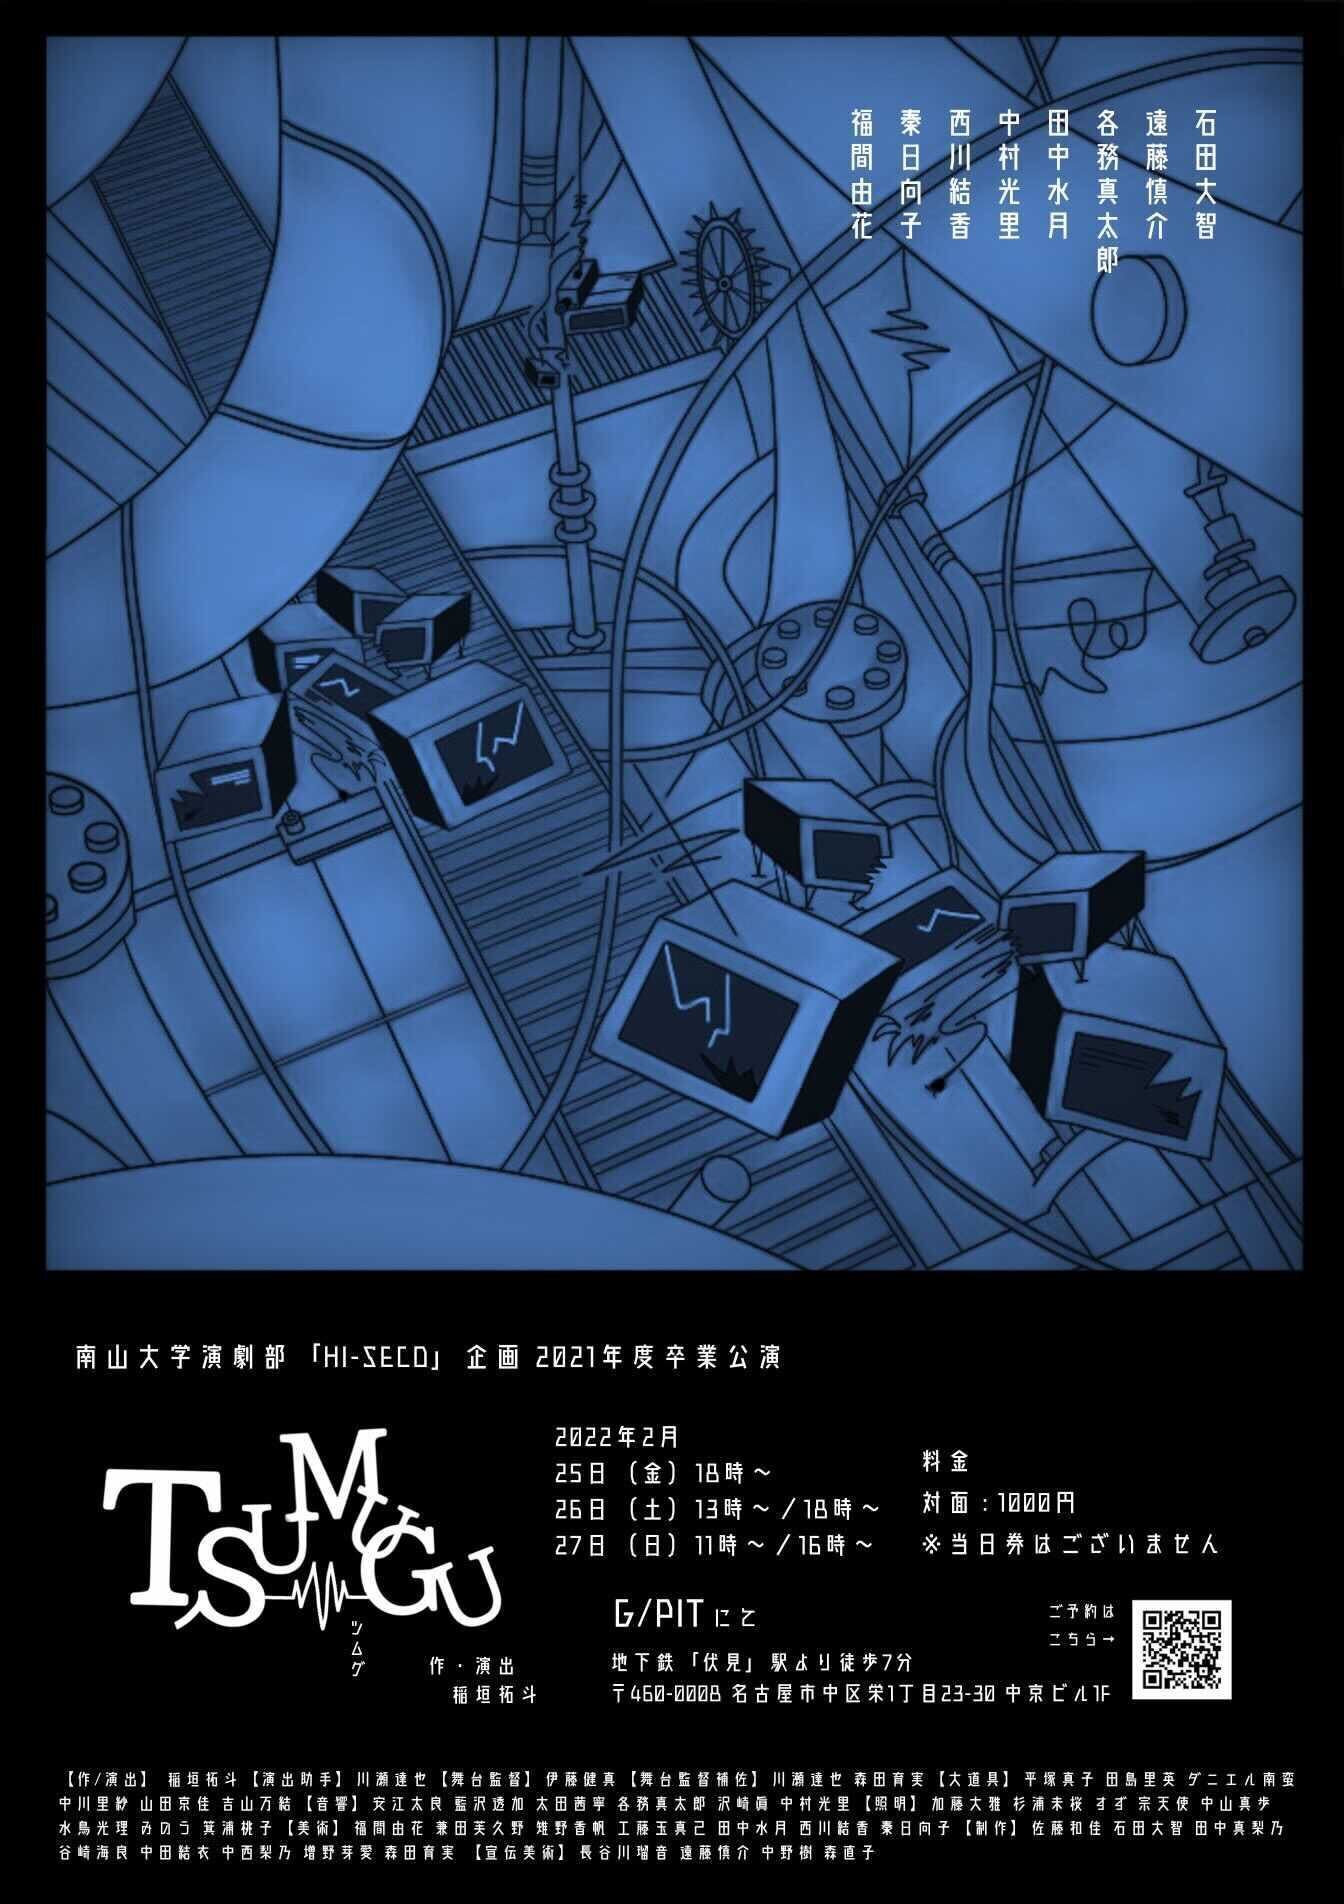 石田大智
遠藤慎介
各務真太郎
田中水月
中村光里
西川結香
秦日向子
福間由花
南山大学演劇部「HI-SECO」企画 2021年度卒業公演
TSUMUGU
ツムグ
作・演出
稲垣拓斗
2022年2月
25日（金）18時～
26日（土）13時～/18時～
27日（日）11時～/16時～
料金
対面:1000円
※当日券はございません
G/PITにて
地下鉄「伏見」駅より徒歩7分
〒460-0008 名古屋市中区栄1丁目23-30 中京ビル1F
ご予約は
こちら→
【作/演出】 稲垣拓斗【演出助手】川瀬達也【舞台監督】伊藤健真【舞台監督補佐】川瀬達也 森田育実【大道具】平塚真子 田島里英 ダニエル南蛮
中川里紗 山田京佳 吉山万結【音響】安江太良 藍沢透加 太田茜寧 各務真太郎 沢崎眞 中村光里【照明】加藤大雅 杉浦未桜 すず 宗天使 中山真歩
水鳥光理 みのう 箕浦桃子【美術】福間由花 兼田芙久野 雉野香帆 工藤玉真己 田中水月 西川結香 秦日向子【制作】佐藤和佳 石田大智 田中真梨乃
谷崎海良 中田結衣 中西梨乃 増野芽愛 森田育実 【宣伝美術】長谷川瑠音 遠藤慎介 中野樹 森直子